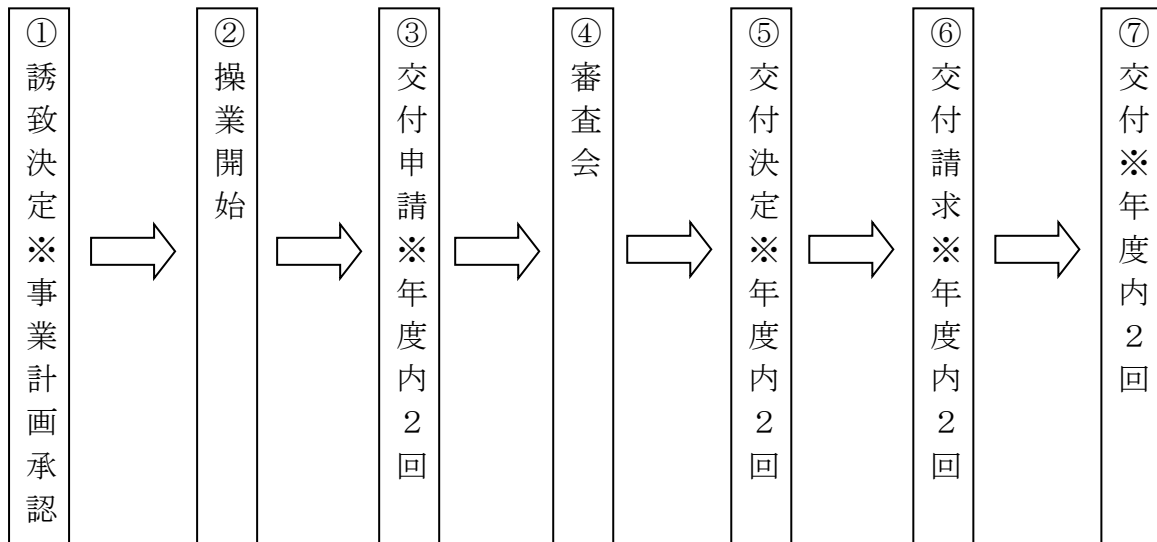 ①誘致決定※事業計画承認
②操業開始
③交付申請※年度内２回
④審査会
⑤交付決定※年度内２回
⑥交付請求※年度内２回
⑦交付※年度内２回